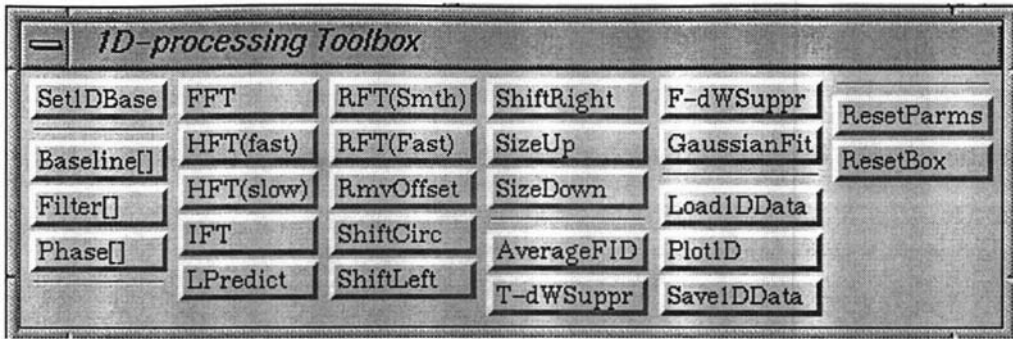 1D-processing Toolbox
Set1DBase
Baseline[]
Filter[]
Phase[]
FFT
HFT(fast)
HFT(slow)
IFT
LPredict
RFT(Smth)
RFT(Fast)
RmvOffset
ShiftCirc
ShiftLeft
ShiftRight
SizeUp
SizeDown
AverageFID
T-dWSuppr
F-dWSuppr
GaussianFit
Load1DData
Plot1D
Save1DData
ResetParms
ResetBox